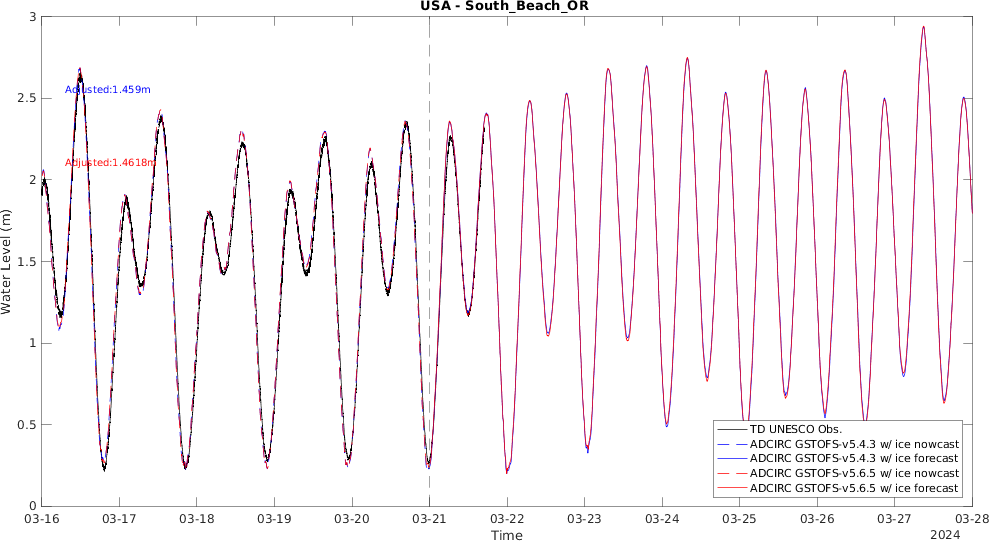 USA - South_Beach_OR
3
2.5
2
1.5
1
0.5
0
Water Level (m)
Adjusted:1.459m
Adjusted:1.4618m
TD UNESCO Obs.
ADCIRC GSTOFS-v5.4.3 w/ ice nowcast
ADCIRC GSTOFS-v5.4.3 w/ ice forecast
ADCIRC GSTOFS-v5.6.5 w/ ice nowcast
ADCIRC GSTOFS-v5.6.5 w/ ice forecast
03-16 03-17 03-18 03-19 03-20 03-21 03-22 03-23 03-24 03-25 03-26 03-27 03-28
Time
2024